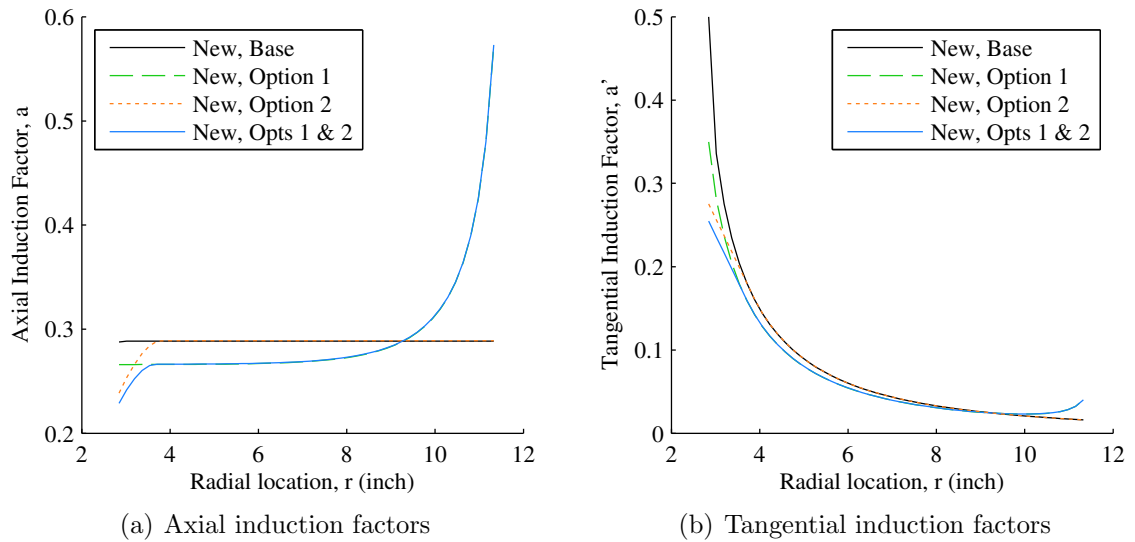 0.6
0.5
0.4
0.3
0.2
Axial Induction Factor, a
New, Base
New, Option 1
New, Option 2
New, Opts 1 & 2
2
4
6
8
10
12
Radial location, r (inch)
(a) Axial induction factors
0.5
0.4
0.3
0.2
0.1
0
Tangential Induction Factor, a'
New, Base
New, Option 1
New, Option 2
New, Opts 1 & 2
2
4
6
8
10
12
Radial location, r (inch)
(b) Tangential induction factors